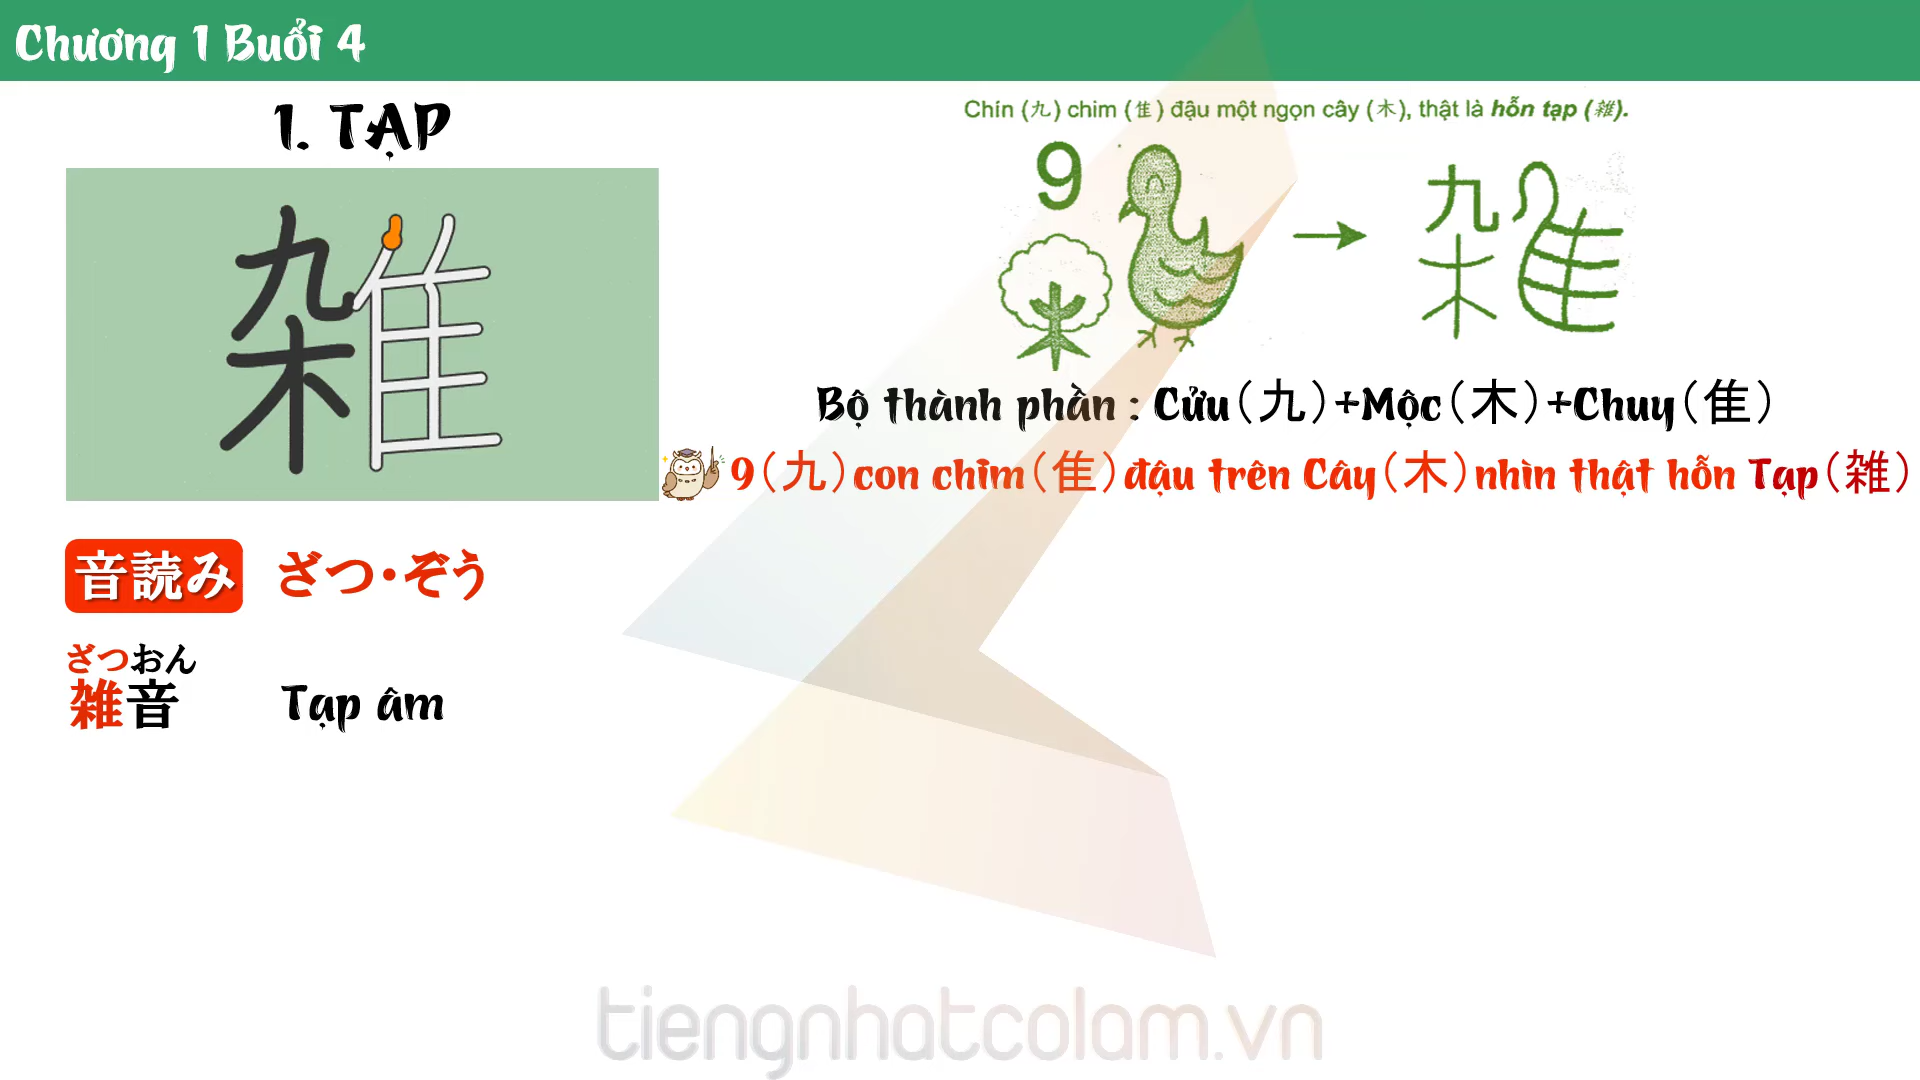 Chương 1 Buổi 4
1. TẠP
雑
Chín (九) chim (隹) đậu một ngọn cây (木), thật là hỗn tạp (雑).
9
雑
Bộ thành phần : Cửu（九）+Mộc（木）+Chuy（隹）
9（九）con chim（隹）đậu trên Cây（木）nhìn thật hỗn Tạp（雑）
音読み ざつ・ぞう
ざつおん
雑音 Tạp âm
tiengnhatcolam.vn